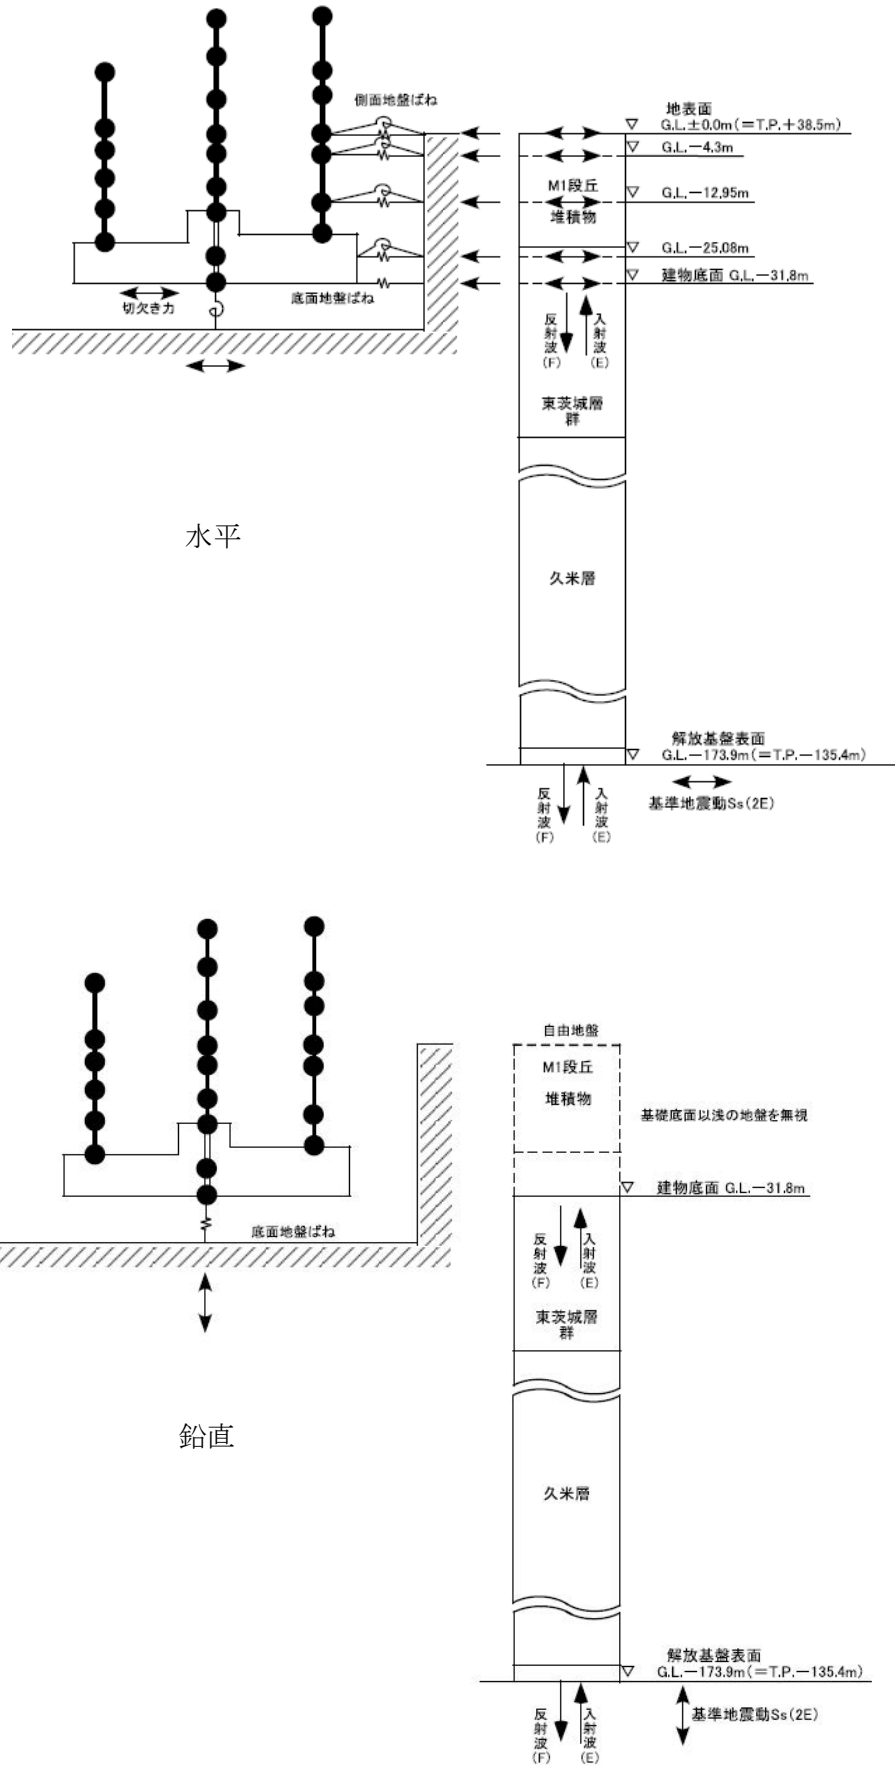 側面地盤ばね
地表面
G.L.±0.0m(=T.P.+38.5m)
G.L.-4.3m
M1段丘
堆積物
G.L.-12.95m
G.L.-25.08m
建物底面 G.L.-31.8m
切欠き力
底面地盤ばね
反射波(F)
入射波(E)
東茨城層
群
水平
久米層
解放基盤表面
G.L.-173.9m(=T.P.-135.4m)
反射波(F)
入射波(E)
基準地震動Ss(2E)
自由地盤
M1段丘
堆積物
基礎底面以浅の地盤を無視
建物底面 G.L.-31.8m
底面地盤ばね
反射波(F)
入射波(E)
東茨城層
群
鉛直
久米層
解放基盤表面
G.L.-173.9m(=T.P.-135.4m)
反射波(F)
入射波(E)
基準地震動Ss(2E)